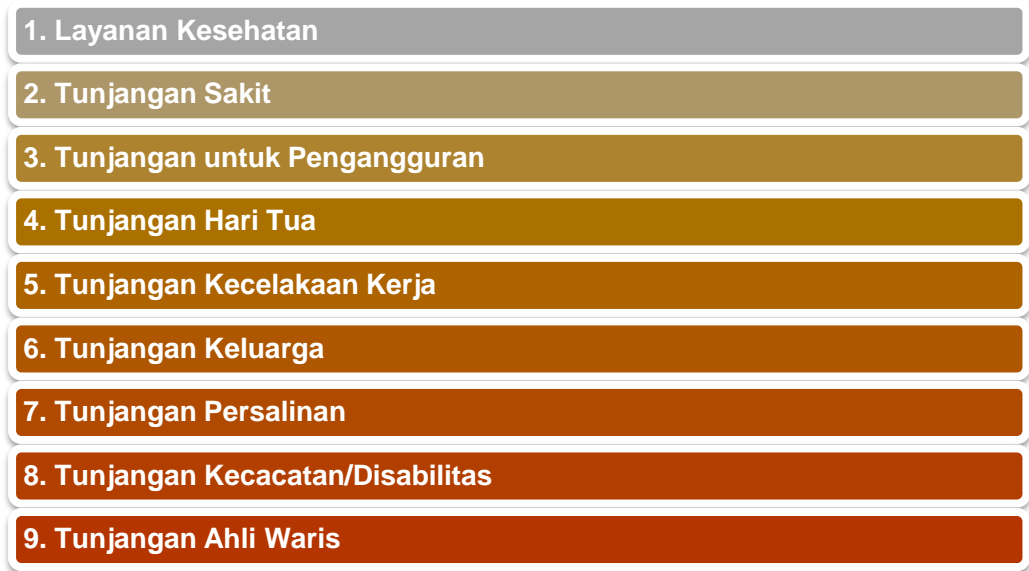 1. Layanan Kesehatan
2. Tunjangan Sakit
3. Tunjangan untuk Pengangguran
4. Tunjangan Hari Tua
5. Tunjangan Kecelakaan Kerja
6. Tunjangan Keluarga
7. Tunjangan Persalinan
8. Tunjangan Kecacatan/Disabilitas
9. Tunjangan Ahli Waris